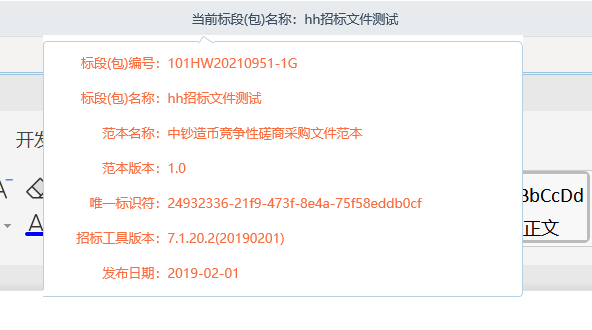 当前标段(包)名称：hh招标文件测试
标段(包)编号：101HW20210951-1G
标段(包)名称：hh招标文件测试
范本名称：中钞造币竞争性磋商采购文件范本
范本版本：1.0
唯一标识符：24932336-21f9-473f-8e4a-75f58eddb0cf
招标工具版本：7.1.20.2(20190201)
发布日期：2019-02-01
开发
A
BbCcDd
正文